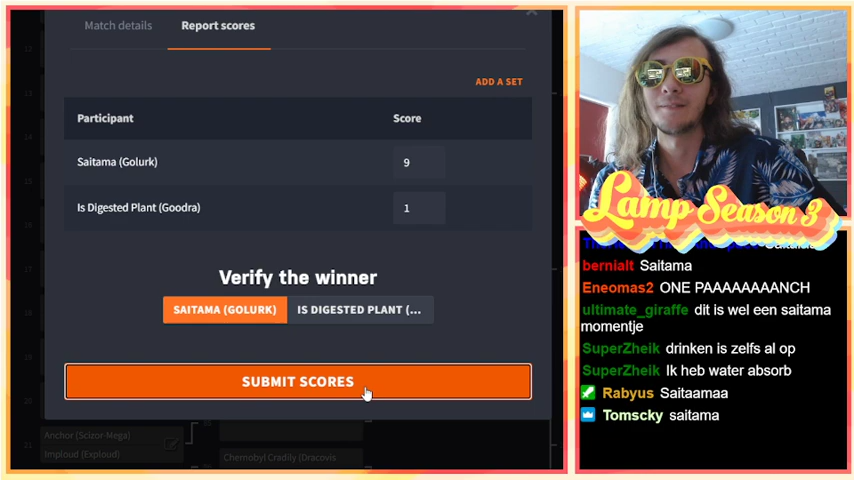 Match details
Report scores
ADD A SET
Participant
Score
Saitama (Golurk)
9
Is Digested Plant (Goodra)
1
Verify the winner
SAITAMA (GOLURK)
IS DIGESTED PLANT (...
SUBMIT SCORES
Anchor (Scizor-Mega)
Imploud (Exploud)
Chernobyl Cradily (Dracovis
21
Lamp Season 3
bernialt Saitama
Eneomas2 ONE PAAAAAAAANCH
ultimate_giraffe dit is wel een saitama
momentje
SuperZheik drinken is zelfs al op
SuperZheik Ik heb water absorb
Rabyus Saitaamaa
Tomscky saitama